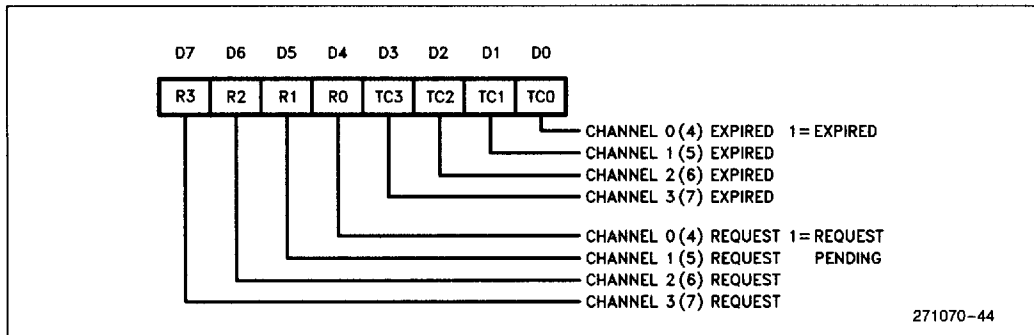 D7 D6 D5 D4 D3 D2 D1 D0
R3 R2 R1 R0 TC3 TC2 TC1 TC0
CHANNEL 0(4) EXPIRED 1=EXPIRED
CHANNEL 1(5) EXPIRED
CHANNEL 2(6) EXPIRED
CHANNEL 3(7) EXPIRED
CHANNEL 0(4) REQUEST 1=REQUEST
CHANNEL 1(5) REQUEST PENDING
CHANNEL 2(6) REQUEST
CHANNEL 3(7) REQUEST
271070-44